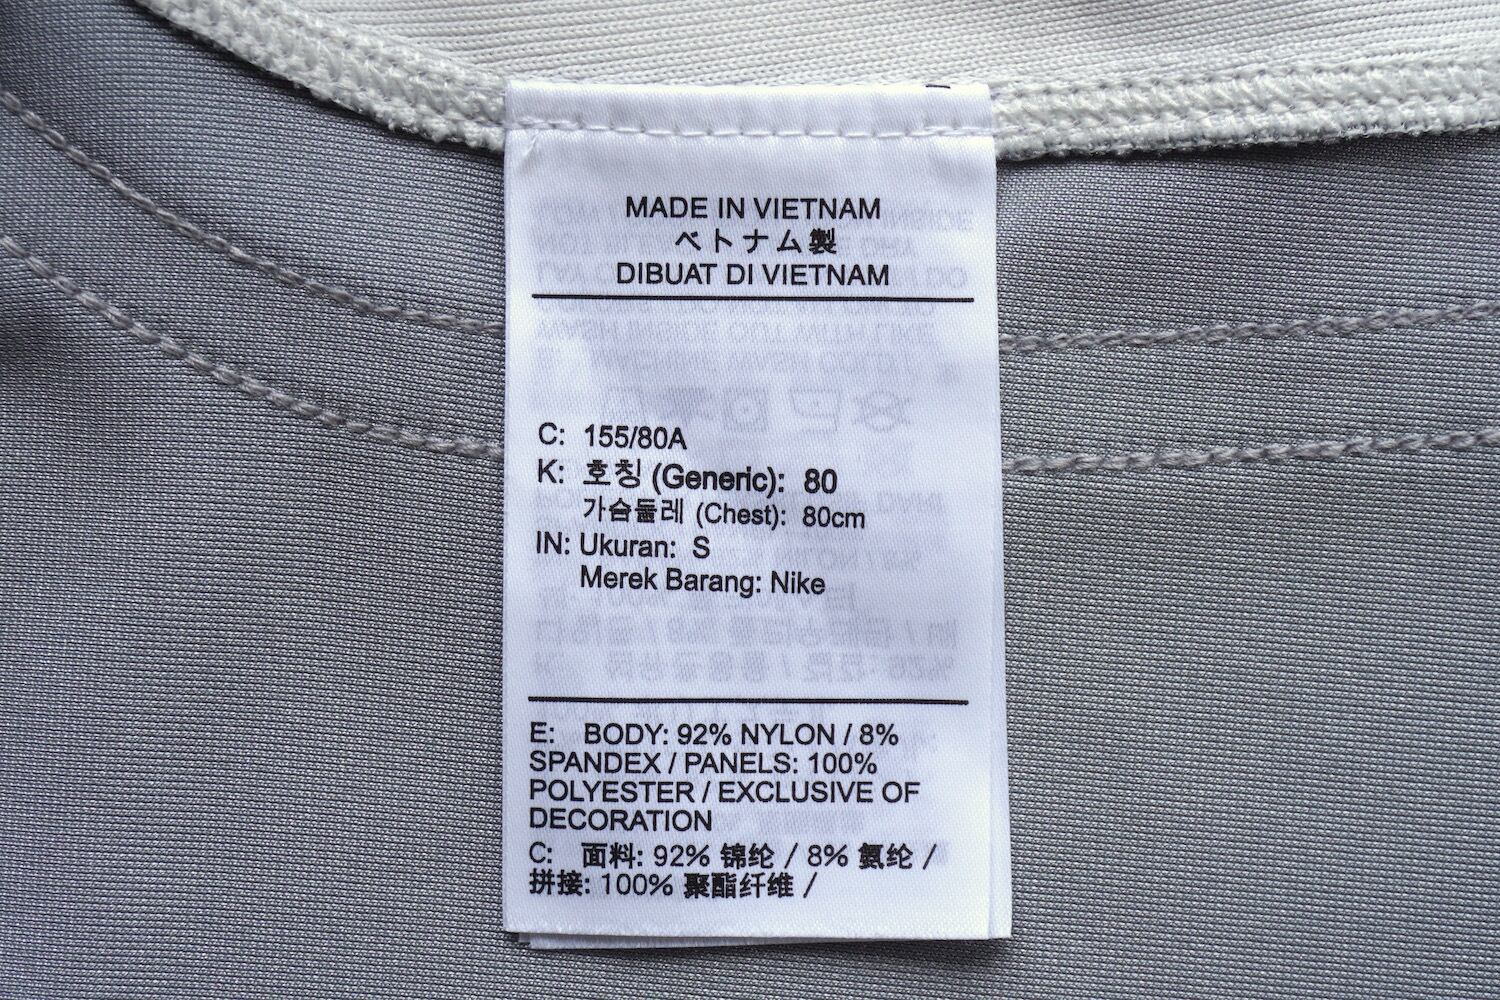 MADE IN VIETNAM
ベトナム製
DIBUAT DI VIETNAM
C: 155/80A
K: 호칭 (Generic): 80
가슴둘레 (Chest): 80cm
IN: Ukuran: S
Merek Barang: Nike
E: BODY: 92% NYLON / 8%
SPANDEX / PANELS: 100%
POLYESTER / EXCLUSIVE OF
DECORATION
C: 面料: 92% 锦纶 / 8% 氨纶 /
拼接: 100% 聚酯纤维 /